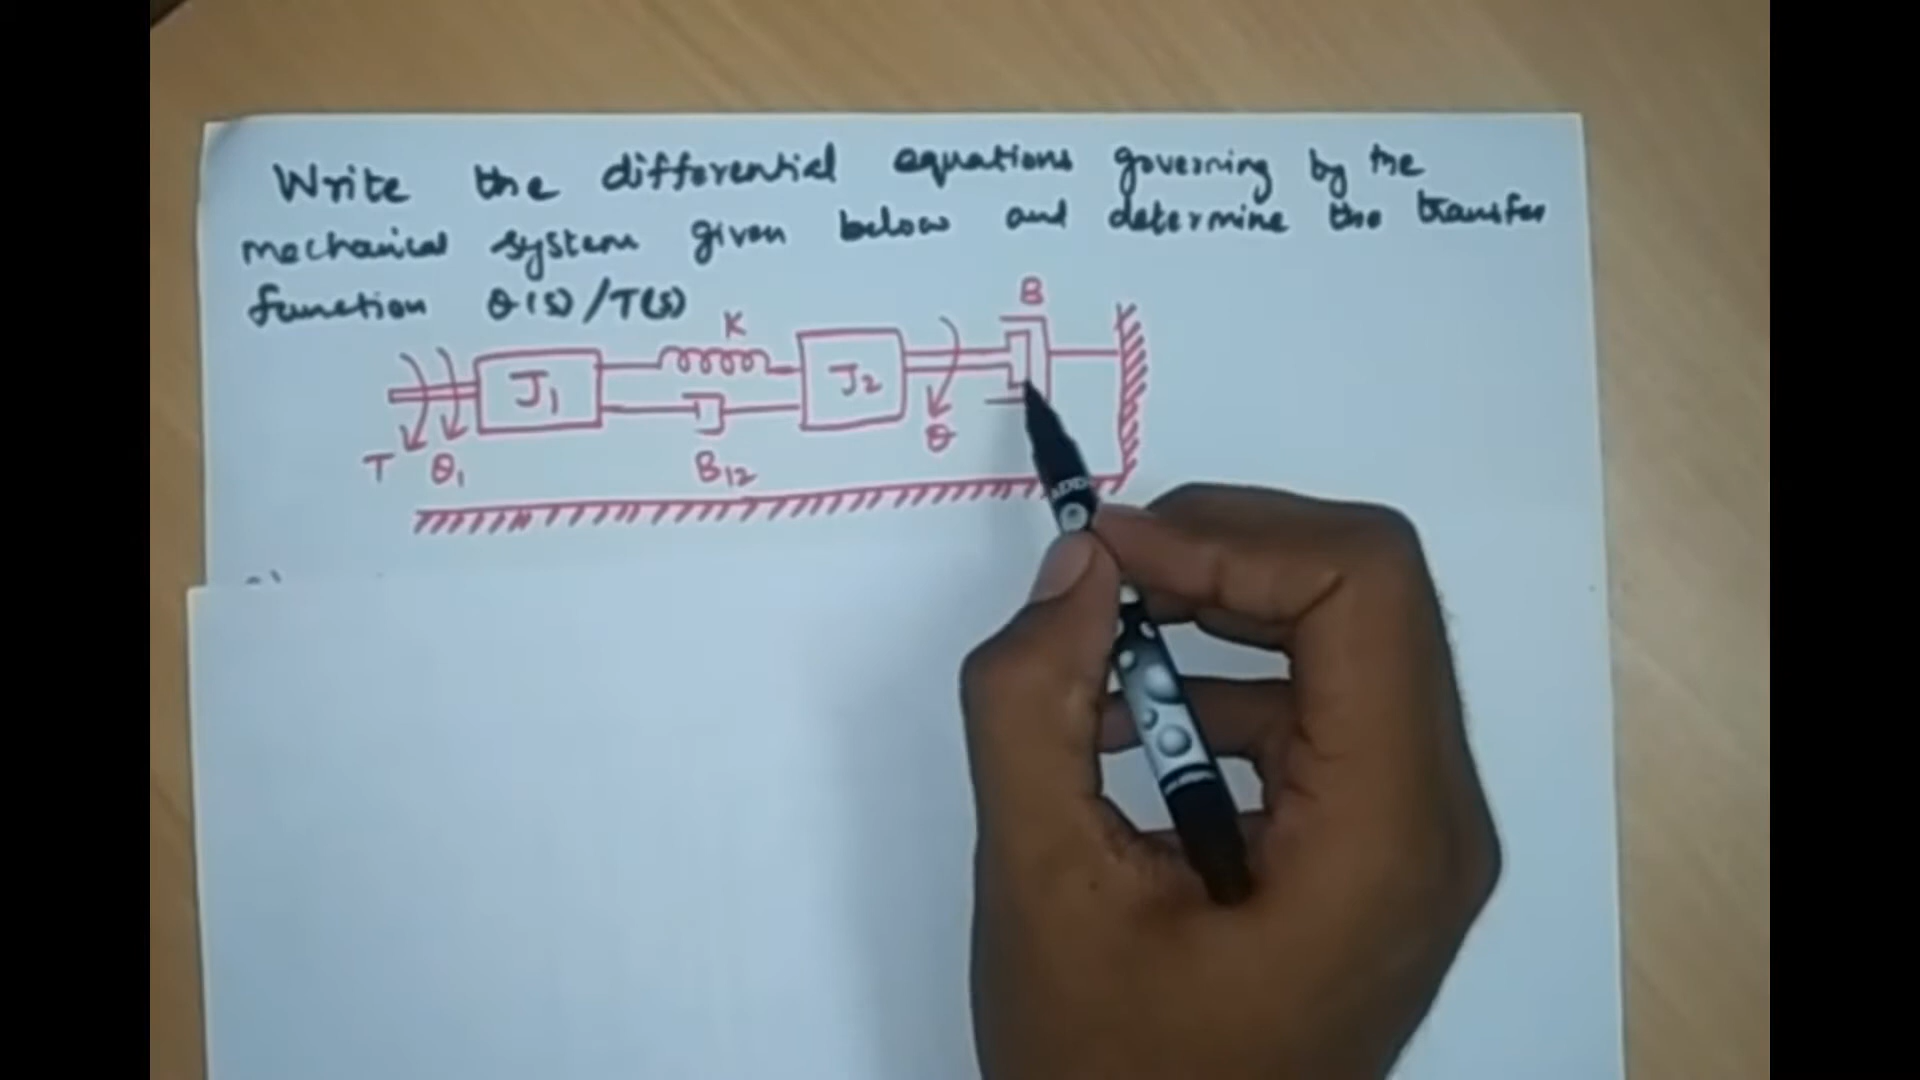 Write the differential equations governing by the
mechanical system given below and determine the transfer
function θ(s)/T(s)
B
K
J1
J2
T θ1
θ
B12